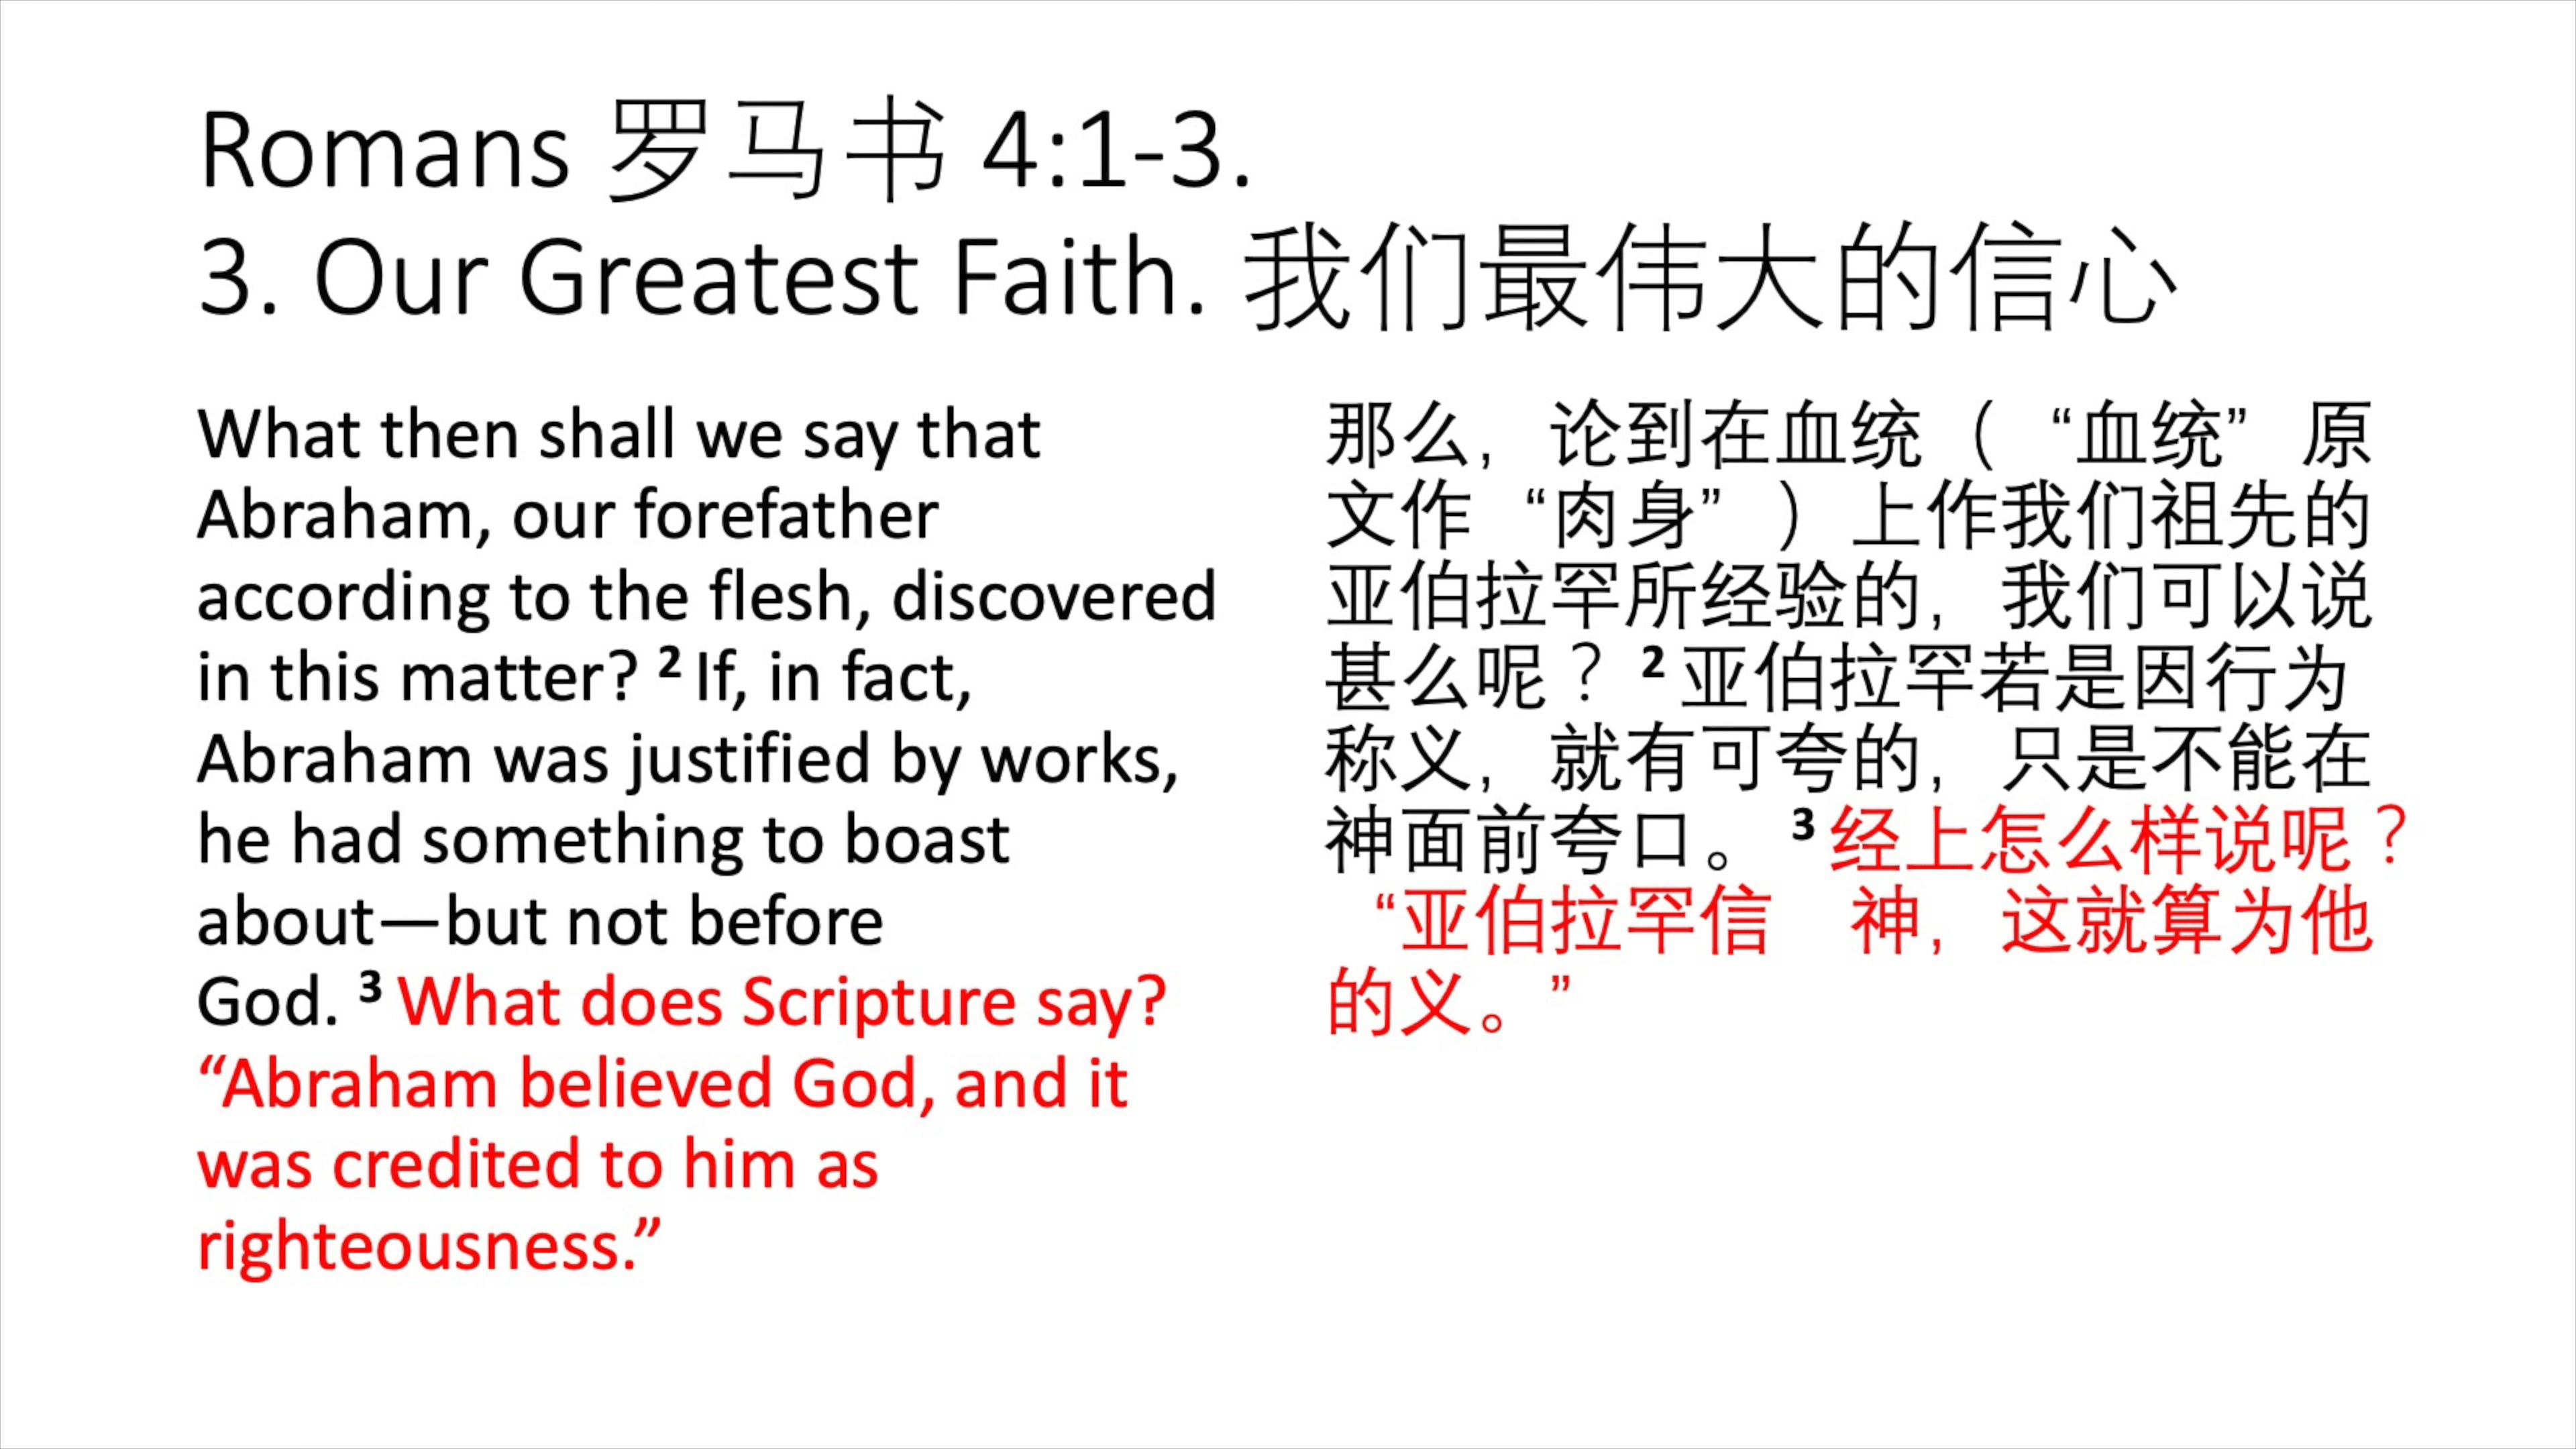 Romans 罗马书 4:1-3.
3. Our Greatest Faith. 我们最伟大的信心
What then shall we say that
Abraham, our forefather
according to the flesh, discovered
in this matter? 2 If, in fact,
Abraham was justified by works,
he had something to boast
about—but not before
God. 3 What does Scripture say?
“Abraham believed God, and it
was credited to him as
righteousness.”
那么，论到在血统（“血统”原
文作“肉身”）上作我们祖先的
亚伯拉罕所经验的，我们可以说
甚么呢？ 2 亚伯拉罕若是因行为
称义，就有可夸的，只是不能在
神面前夸口。 3 经上怎么样说呢？
“亚伯拉罕信　神，这就算为他
的义。”